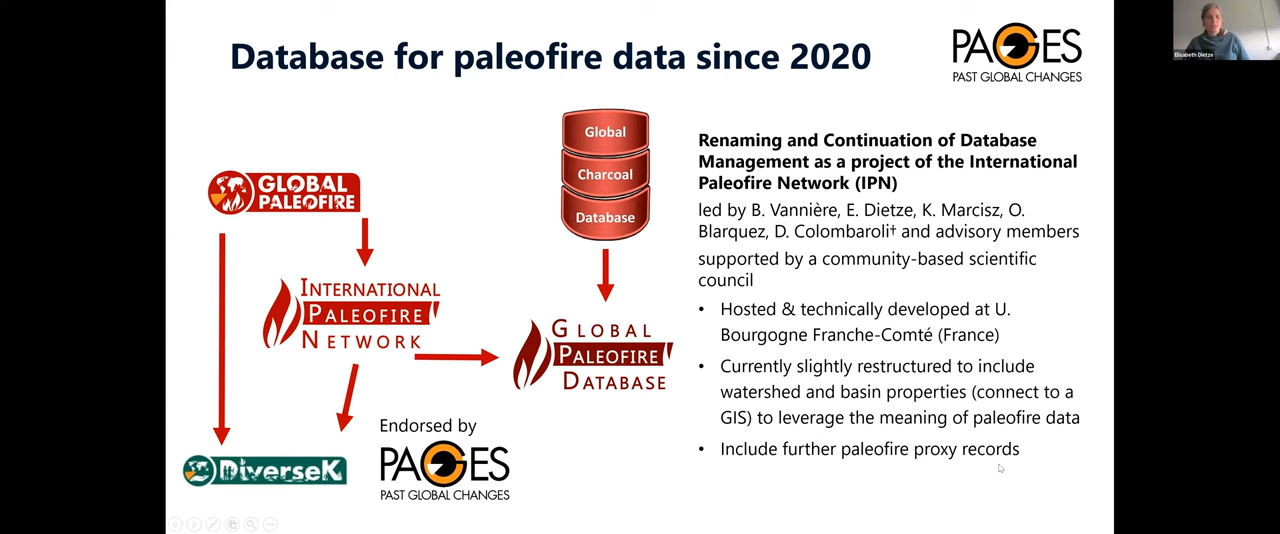 Database for paleofire data since 2020
PAGES
PAST GLOBAL CHANGES
Elisabeth Dietze
Global
Charcoal
Database
GLOBAL
PALEOFIRE
INTERNATIONAL
PALEOFIRE
NETWORK
GLOBAL
PALEOFIRE
DATABASE
Endorsed by
PAGES
PAST GLOBAL CHANGES
DiverseK
Renaming and Continuation of Database
Management as a project of the International
Paleofire Network (IPN)
led by B. Vannière, E. Dietze, K. Marcisz, O.
Blarquez, D. Colombaroli† and advisory members
supported by a community-based scientific
council
• Hosted & technically developed at U.
Bourgogne Franche-Comté (France)
• Currently slightly restructured to include
watershed and basin properties (connect to a
GIS) to leverage the meaning of paleofire data
• Include further paleofire proxy records